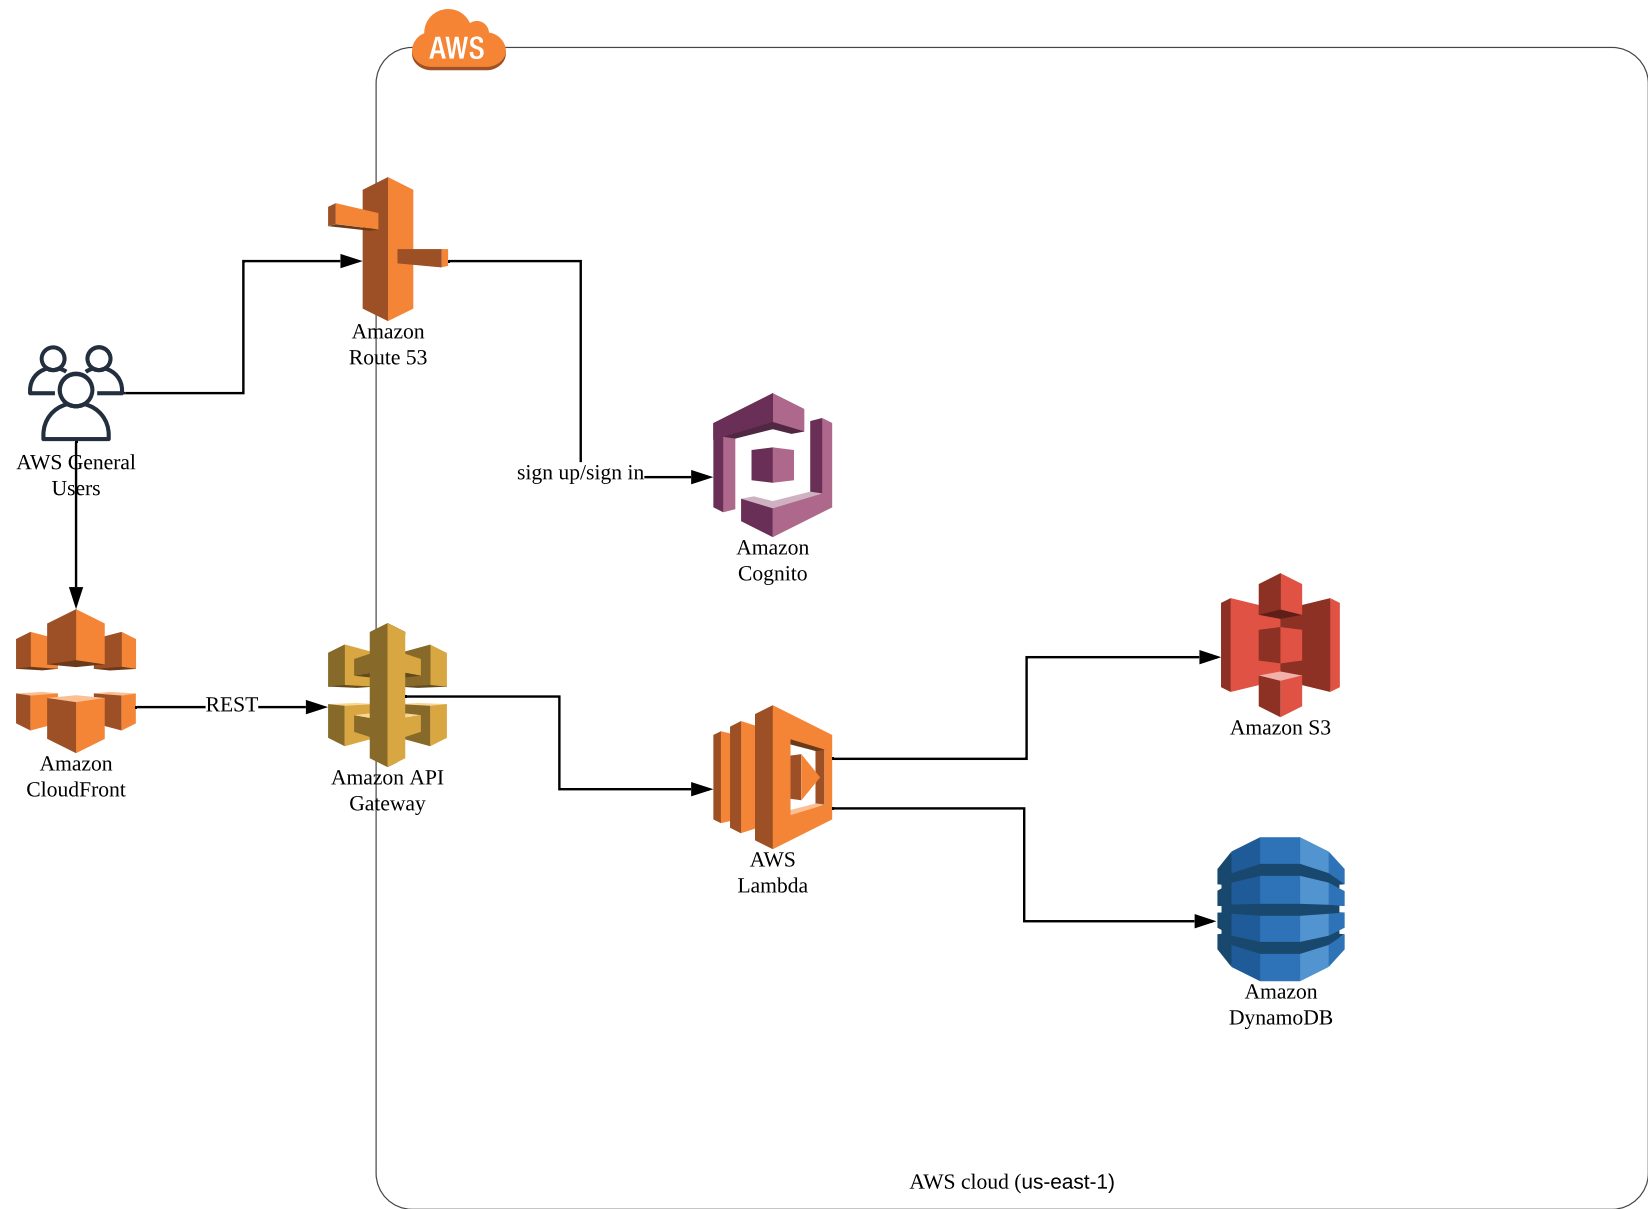 AWS
Amazon
Route 53
AWS General
Users
sign up/sign in
Amazon
Cognito
REST
Amazon
CloudFront
Amazon API
Gateway
Amazon S3
AWS
Lambda
Amazon
DynamoDB
AWS cloud (us-east-1)